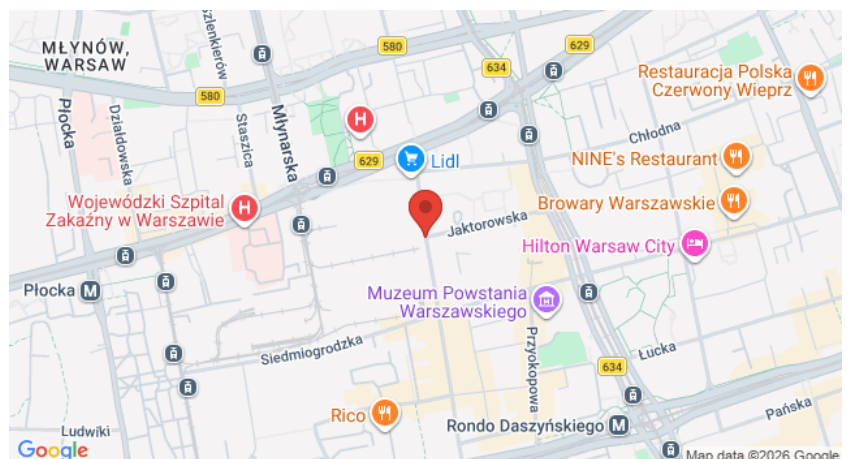 MŁYNÓW,
WARSAW
Szlenkierów
580
629
634
Restauracja Polska
Czerwony Wieprz
580
Płocka
Działdowska
Staszica
Młynarska
H
Chłodna
629
Lidl
NINE's Restaurant
Wojewódzki Szpital
Zakaźny w Warszawie
H
Browary Warszawskie
Jaktorowska
Hilton Warsaw City
Płocka M
Muzeum Powstania
Warszawskiego
Przyokopowa
Siedmiogrodzka
Łucka
634
Rico
Ludwiki
Rondo Daszyńskiego M
Pańska
Google
Map data ©2026 Google